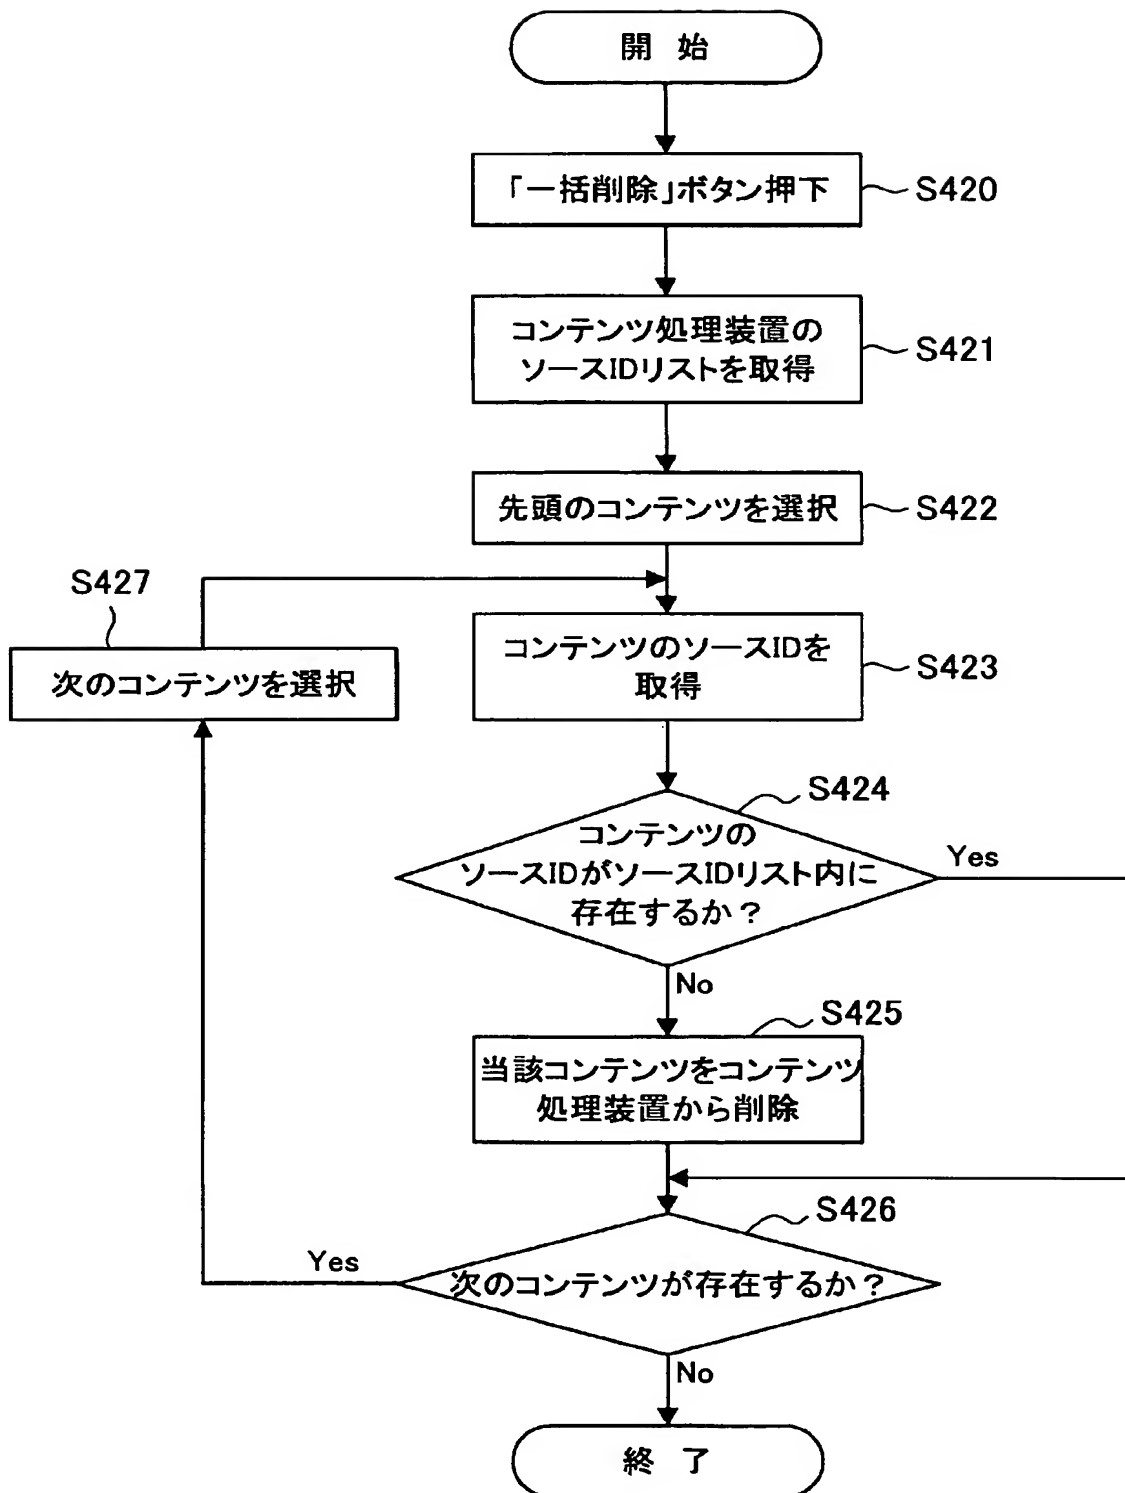 開 始
「一括削除」ボタン押下
S420
コンテンツ処理装置の
ソースIDリストを取得
S421
先頭のコンテンツを選択
S422
S427
次のコンテンツを選択
コンテンツのソースIDを
取得
S423
S424
コンテンツの
ソースIDがソースIDリスト内に
存在するか？
Yes
No
S425
当該コンテンツをコンテンツ
処理装置から削除
S426
次のコンテンツが存在するか？
Yes
No
終 了